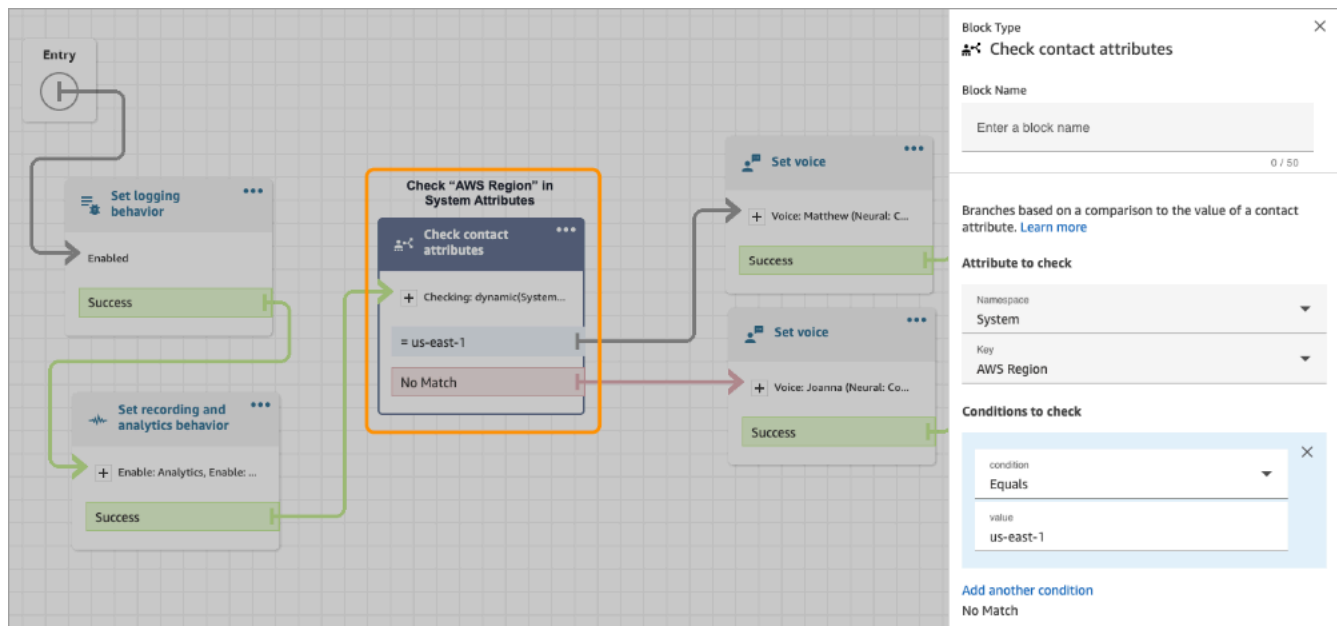 Entry
Set logging
behavior
Enabled
Success
Set recording and
analytics behavior
Enable: Analytics, Enable: ...
Success
Check “AWS Region” in
System Attributes
Check contact
attributes
Checking: dynamic(System...
= us-east-1
No Match
Set voice
Voice: Matthew (Neural: C...
Success
Set voice
Voice: Joanna (Neural: Co...
Success
Block Type
Check contact attributes
Block Name
Enter a block name
0 / 50
Branches based on a comparison to the value of a contact
attribute. Learn more
Attribute to check
Namespace
System
Key
AWS Region
Conditions to check
condition
Equals
value
us-east-1
Add another condition
No Match